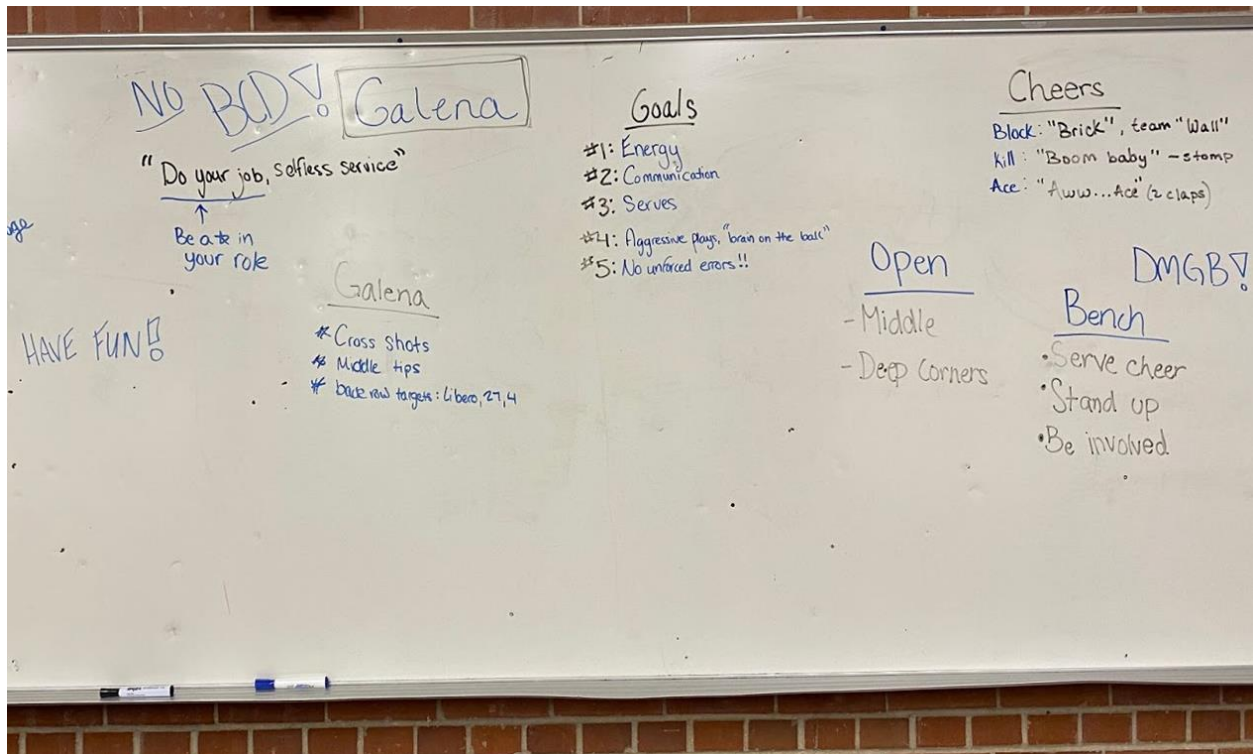 NO BCD! Galena
"Do your job, selfless service"
Be a ⭐ in
your role
HAVE FUN!
Galena
* Cross Shots
* Middle tips
* back row targets: Libero, 27, 4
Goals
#1: Energy
#2: Communication
#3: Serves
#4: Aggressive plays, "brain on the ball"
#5: No unforced errors!!
Cheers
Block: "Brick", team "Wall"
Kill: "Boom baby" - stomp
Ace: "Aww...Ace" (2 claps)
Open
- Middle
- Deep Corners
DMGB!
Bench
• Serve cheer
• Stand up
• Be involved